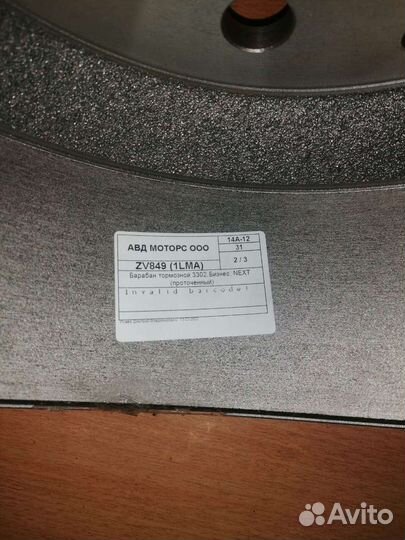 АВД МОТОРС ООО
14А-12
31
ZV849 (1LMA)
2 / 3
Барабан тормозной 3302,Бизнес, NEXT
(проточенный)
Invalid barcode!
Avito